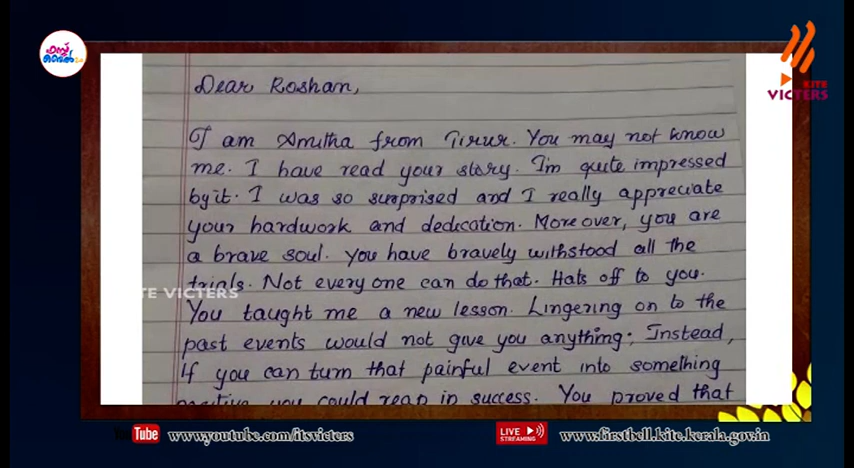 ഫസ്റ്റ്
ബെൽ 2.0
KITE
VICTERS
Dear Roshan,
I am Amitha from Tirur. You may not know
me. I have read your story. I'm quite impressed
by it. I was so surprised and I really appreciate
your hardwork and dedication. Moreover, you are
a brave soul. You have bravely withstood all the
trials. Not every one can do that. Hats off to you.
TE VICTERS
You taught me a new lesson. Lingering on to the
past events would not give you anything; Instead,
If you can turn that painful event into something
positive you could reap in success. You proved that
YouTube www.youtube.com/itsvicters
LIVE STREAMING www.firstbell.kite.kerala.gov.in